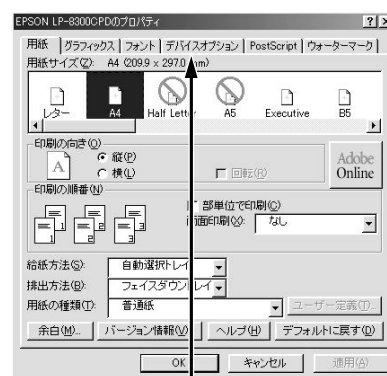 EPSON LP-8300CPDのプロパティ
用紙 グラフィックス フォント デバイスオプション PostScript ウォーターマーク
用紙サイズ(Z): A4 (209.9 x 297.0 mm)
レター A4 Half Letter A5 Executive B5
印刷の向き(O)
A 縦(P)
横(L) 回転(R)
Adobe
Online
印刷の順番(N)
部単位で印刷(C)
両面印刷(X): なし
1 1 2 2 3 3
給紙方法(S): 自動選択トレイ
排出方法(B): フェイスダウントレイ
用紙の種類(T): 普通紙 ユーザー定義(I)...
余白(M)... バージョン情報(V) ヘルプ(H) デフォルトに戻す(D)
OK キャンセル 適用(A)